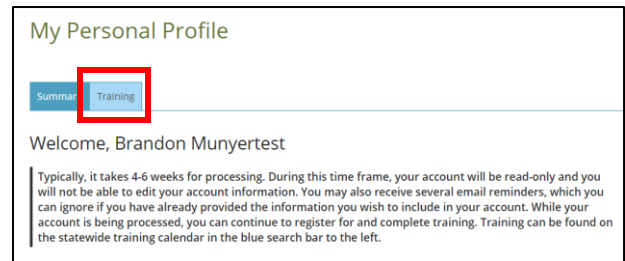 My Personal Profile
Summar Training
Welcome, Brandon Munyertest
Typically, it takes 4-6 weeks for processing. During this time frame, your account will be read-only and you
will not be able to edit your account information. You may also receive several email reminders, which you
can ignore if you have already provided the information you wish to include in your account. While your
account is being processed, you can continue to register for and complete training. Training can be found on
the statewide training calendar in the blue search bar to the left.